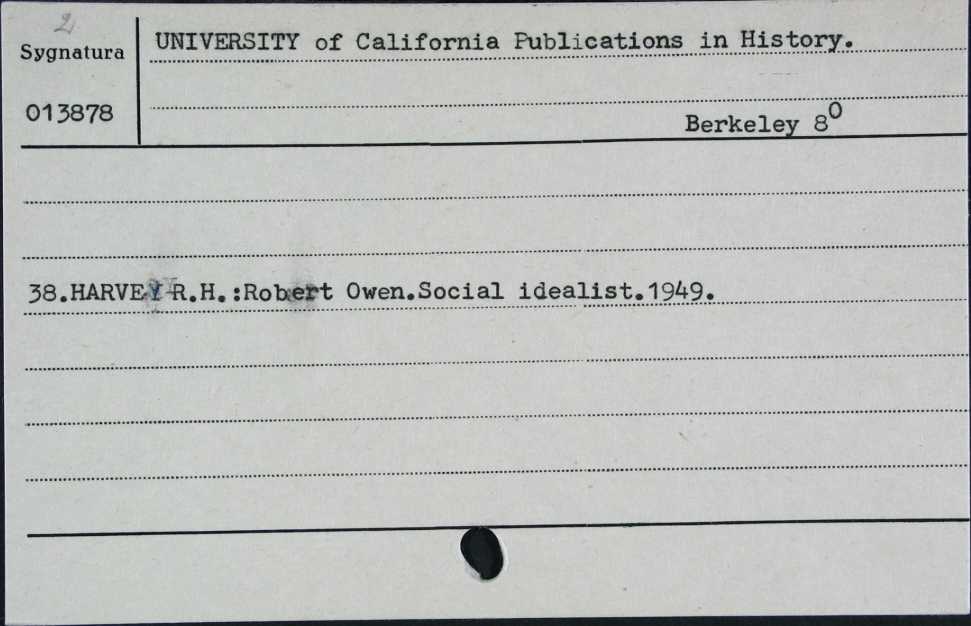 2
Sygnatura
UNIVERSITY of California Publications in History.
013878
Berkeley 8⁰
38.HARVEY R.H.:Robert Owen.Social idealist.1949.